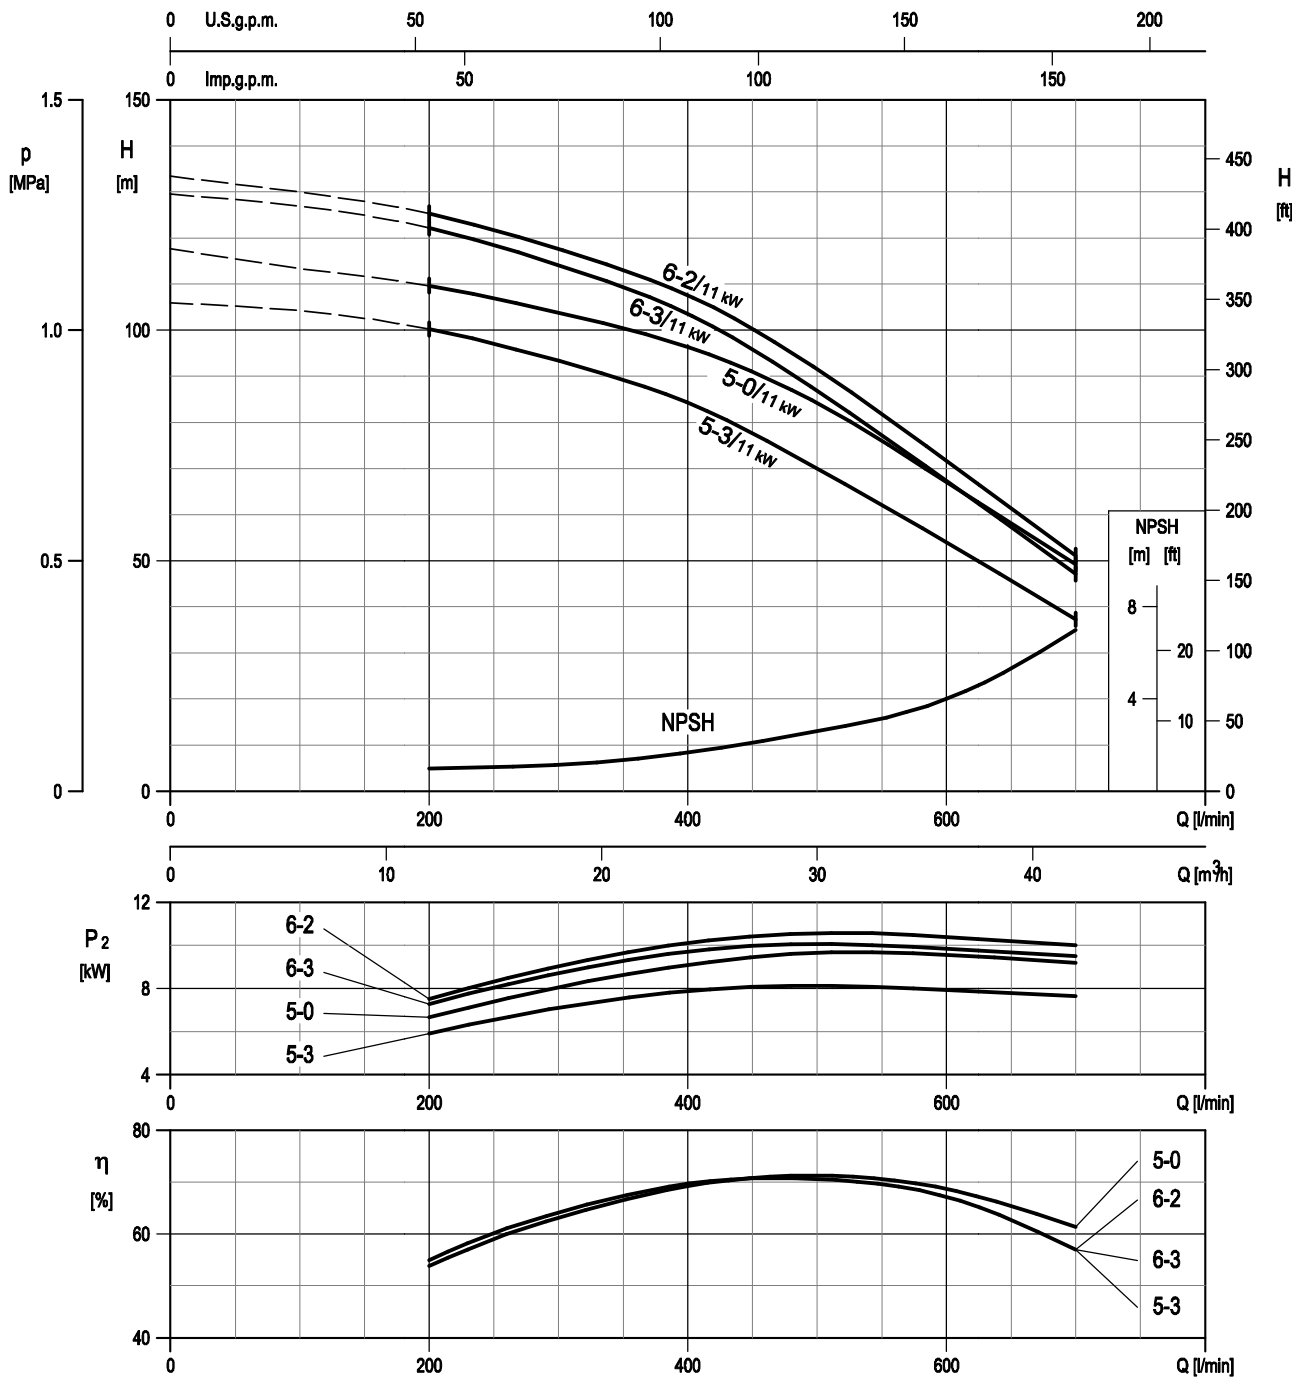 0 U.S.g.p.m. 50 100 150 200
0 Imp.g.p.m. 50 100 150
1.5 150
p H
[MPa] [m]
450
H
[ft]
400
6-2/11 kW
350
6-3/11 kW
1.0 100
300
5-0/11 kW
5-3/11 kW
250
200
NPSH
[m] [ft]
0.5 50
150
8
20 100
4
10 50
NPSH
0 0 0
0 200 400 600 Q [l/min]
0 10 20 30 40 Q [m³/h]
12
6-2
P2
[kW]
6-3
8
5-0
5-3
4
0 200 400 600 Q [l/min]
80
η
[%]
5-0
6-2
60
6-3
5-3
40
0 200 400 600 Q [l/min]